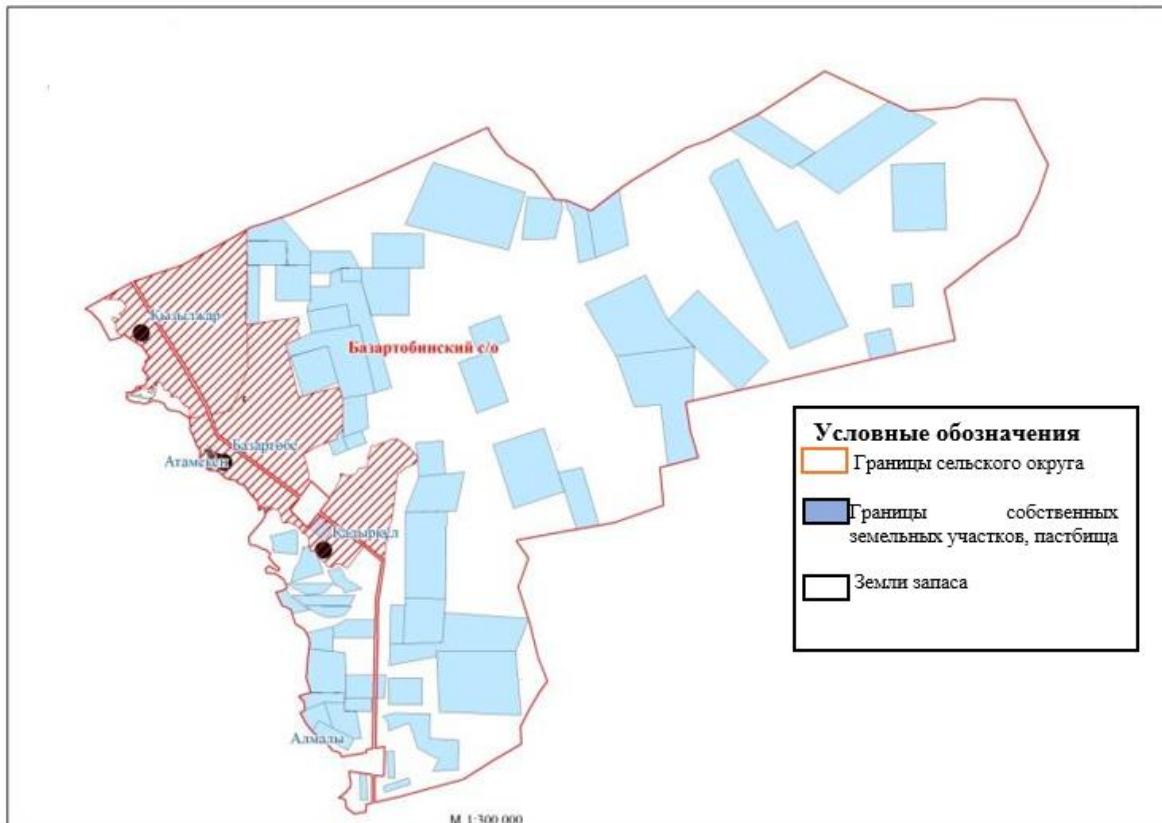 Кызылжар
Базартобинский с/о
Базартобе
Атамекен
Кадыркул
Алмалы
Условные обозначения
Границы сельского округа
Границы собственных
земельных участков, пастбища
Земли запаса
М 1:300 000